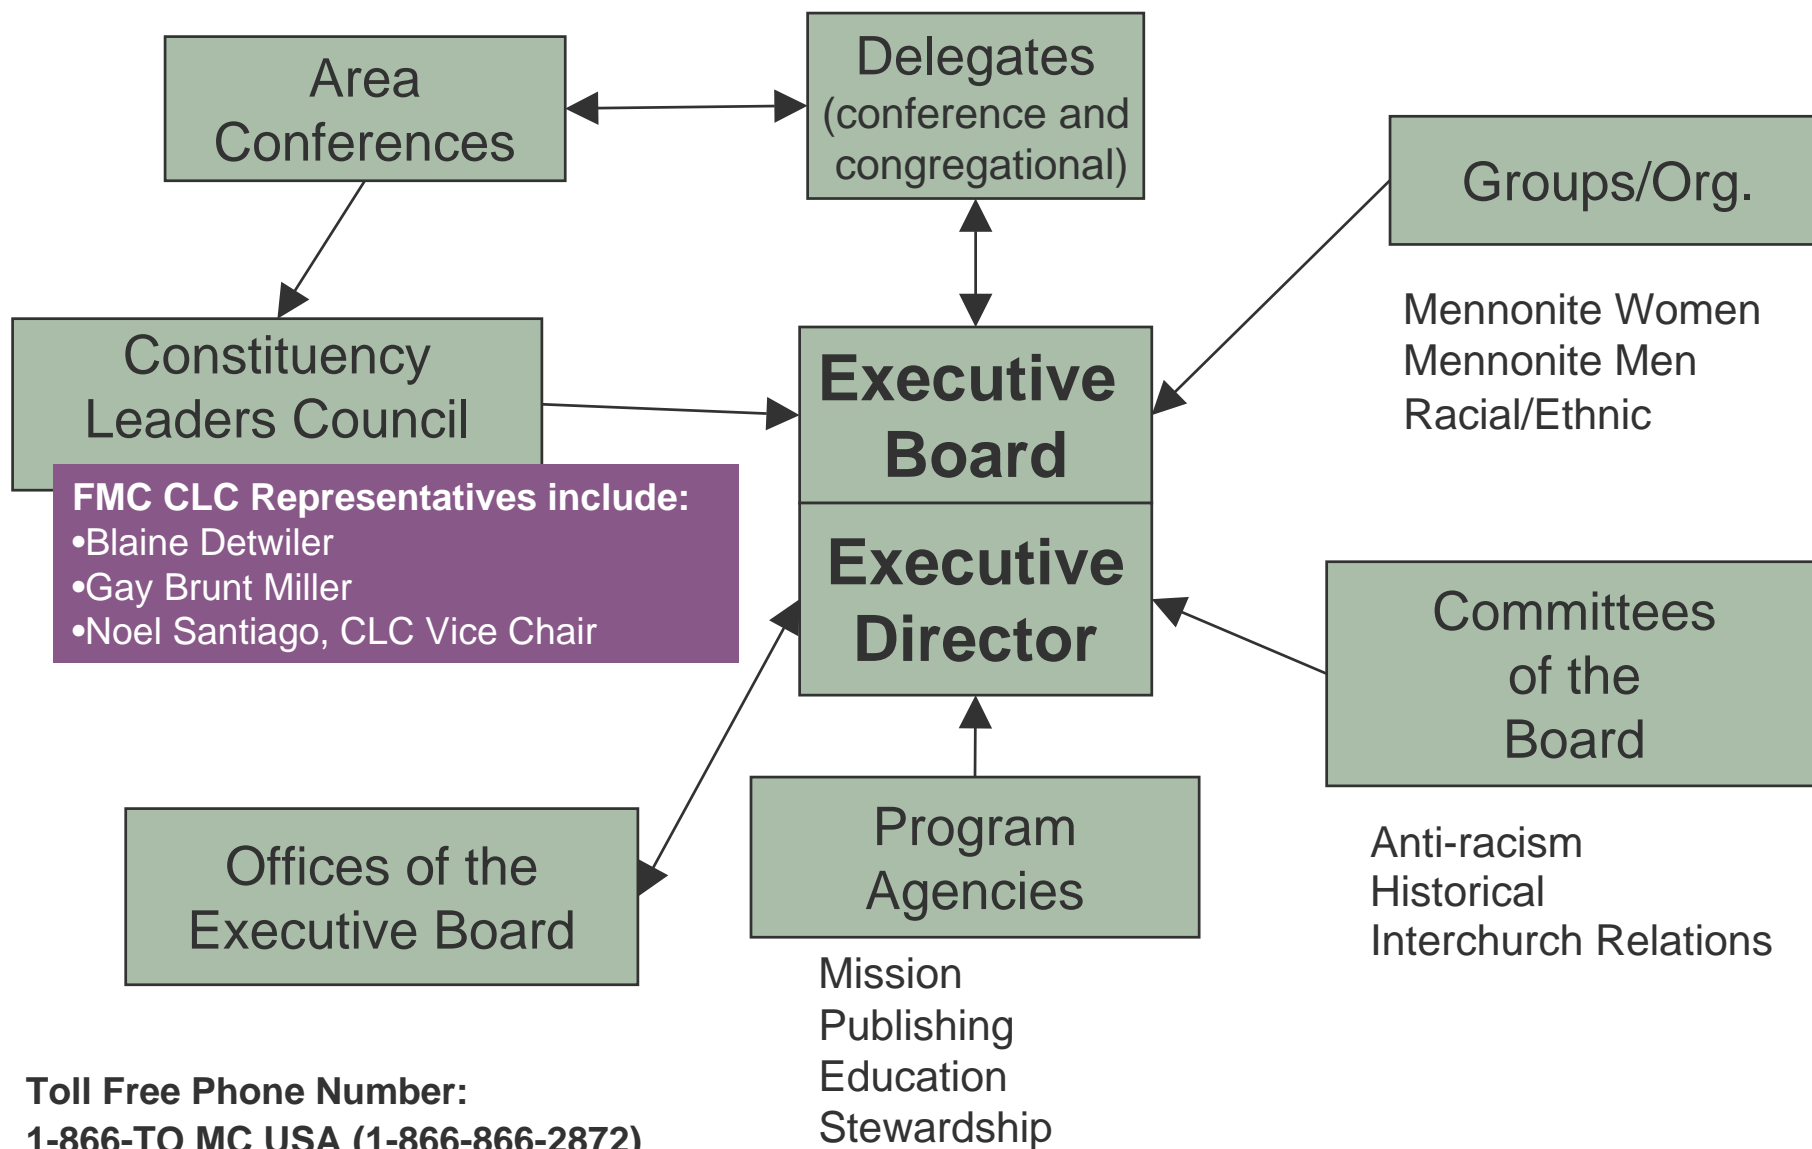 Area
Conferences
Delegates
(conference and
congregational)
Groups/Org.
Mennonite Women
Mennonite Men
Racial/Ethnic
Constituency
Leaders Council
FMC CLC Representatives include:
•Blaine Detwiler
•Gay Brunt Miller
•Noel Santiago, CLC Vice Chair
Executive
Board
Executive
Director
Committees
of the
Board
Anti-racism
Historical
Interchurch Relations
Offices of the
Executive Board
Program
Agencies
Mission
Publishing
Education
Stewardship
Toll Free Phone Number:
1-866-TO MC USA (1-866-866-2872)